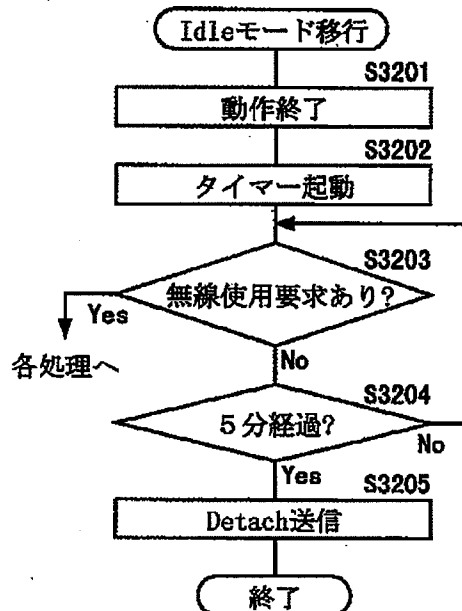 Idleモード移行
S3201
動作終了
S3202
タイマー起動
S3203
無線使用要求あり?
Yes
各処理へ
No
S3204
5分経過?
No
Yes
S3205
Detach送信
終了